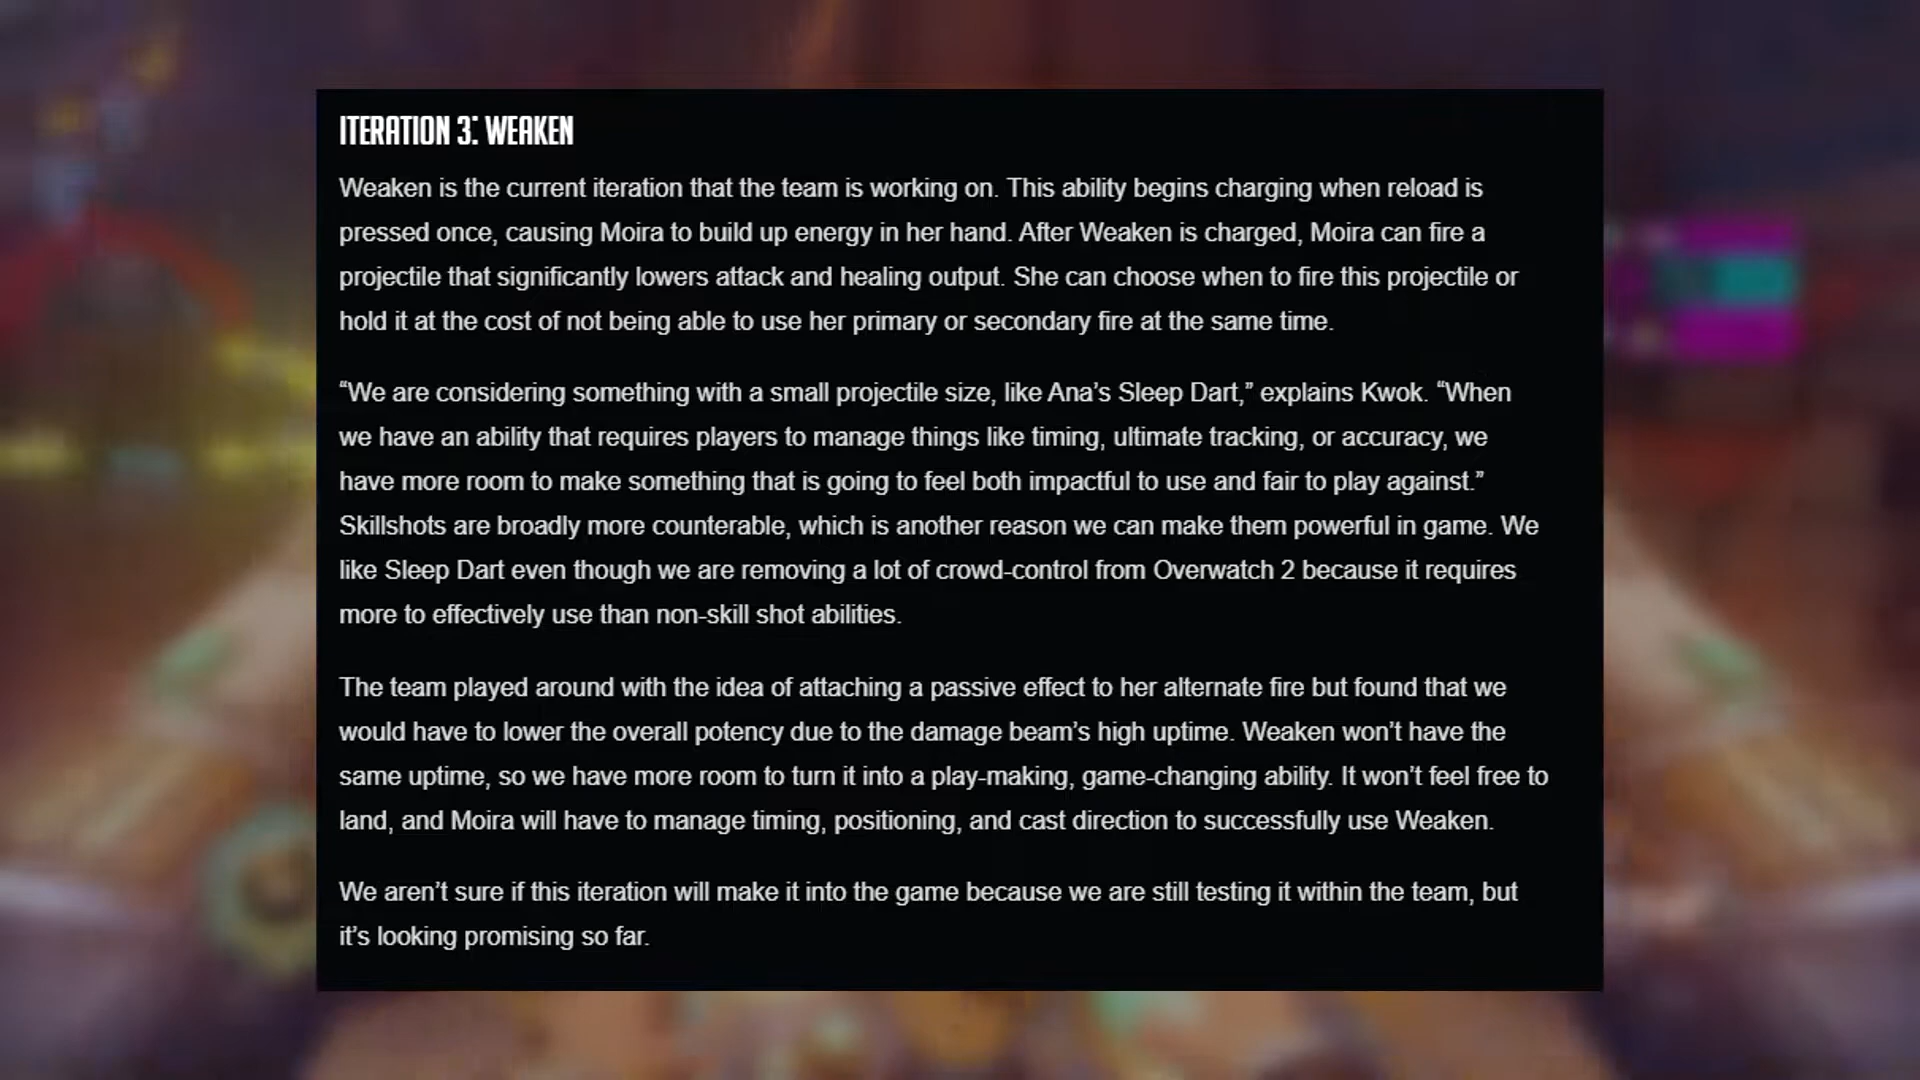 ITERATION 3: WEAKEN
Weaken is the current iteration that the team is working on. This ability begins charging when reload is
pressed once, causing Moira to build up energy in her hand. After Weaken is charged, Moira can fire a
projectile that significantly lowers attack and healing output. She can choose when to fire this projectile or
hold it at the cost of not being able to use her primary or secondary fire at the same time.
“We are considering something with a small projectile size, like Ana’s Sleep Dart,” explains Kwok. “When
we have an ability that requires players to manage things like timing, ultimate tracking, or accuracy, we
have more room to make something that is going to feel both impactful to use and fair to play against.”
Skillshots are broadly more counterable, which is another reason we can make them powerful in game. We
like Sleep Dart even though we are removing a lot of crowd-control from Overwatch 2 because it requires
more to effectively use than non-skill shot abilities.
The team played around with the idea of attaching a passive effect to her alternate fire but found that we
would have to lower the overall potency due to the damage beam’s high uptime. Weaken won’t have the
same uptime, so we have more room to turn it into a play-making, game-changing ability. It won’t feel free to
land, and Moira will have to manage timing, positioning, and cast direction to successfully use Weaken.
We aren’t sure if this iteration will make it into the game because we are still testing it within the team, but
it’s looking promising so far.